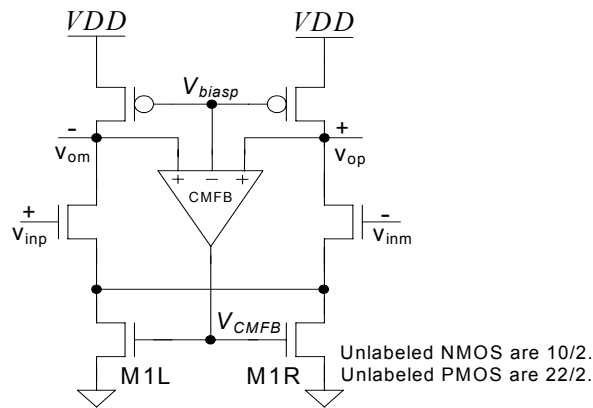 VDD VDD
V_biasp
- +
v_om v_op
+ − +
CMFB
+ -
v_inp v_inm
V_CMFB
M1L M1R
Unlabeled NMOS are 10/2.
Unlabeled PMOS are 22/2.